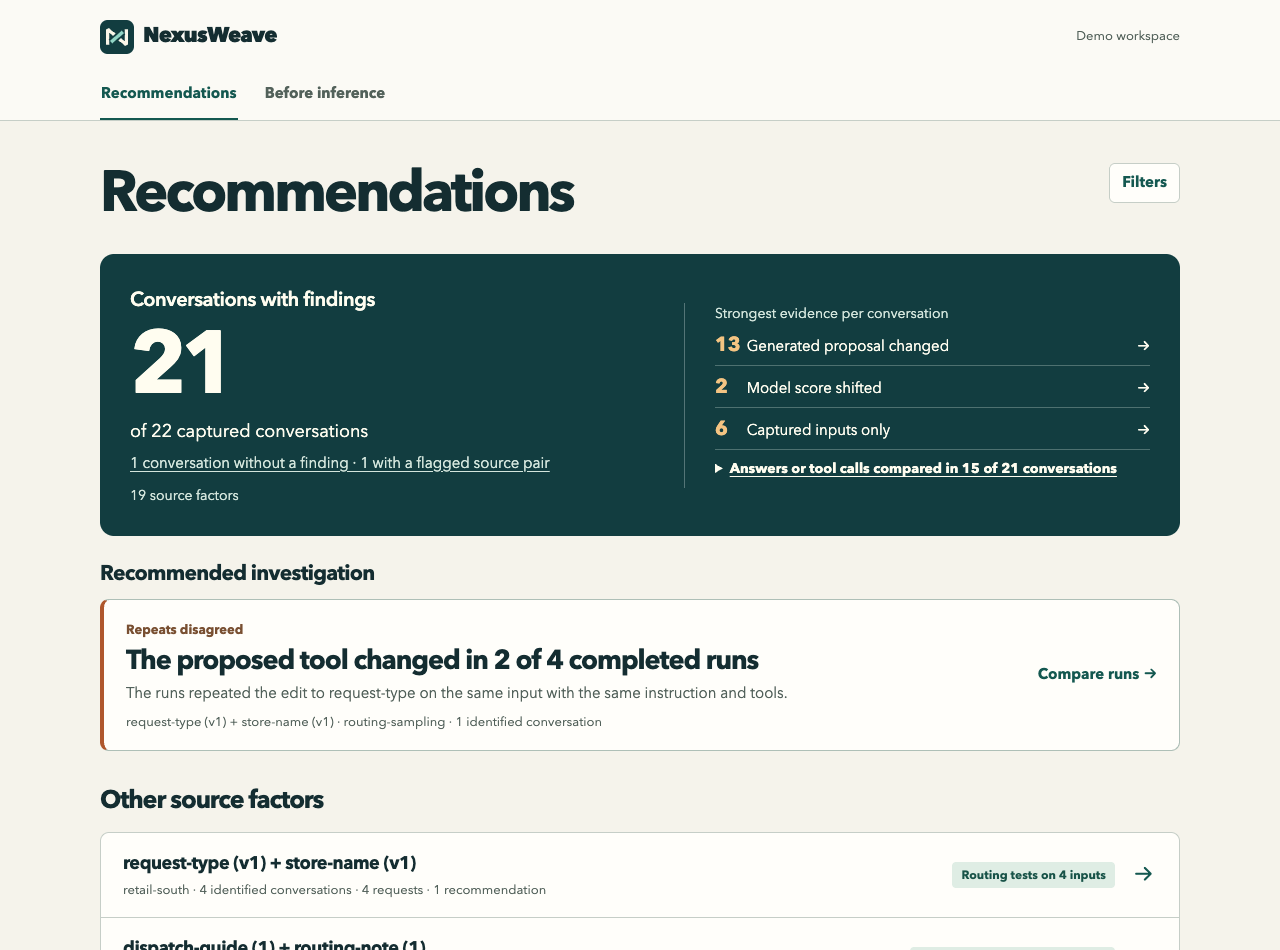 NexusWeave
Demo workspace
Recommendations
Before inference
Recommendations
Filters
Conversations with findings
21
of 22 captured conversations
1 conversation without a finding · 1 with a flagged source pair
19 source factors
Strongest evidence per conversation
13 Generated proposal changed →
2 Model score shifted →
6 Captured inputs only →
▶ Answers or tool calls compared in 15 of 21 conversations
Recommended investigation
Repeats disagreed
The proposed tool changed in 2 of 4 completed runs
The runs repeated the edit to request-type on the same input with the same instruction and tools.
request-type (v1) + store-name (v1) · routing-sampling · 1 identified conversation
Compare runs →
Other source factors
request-type (v1) + store-name (v1)
retail-south · 4 identified conversations · 4 requests · 1 recommendation
Routing tests on 4 inputs →
dispatch-guide (1) + routing-note (1)